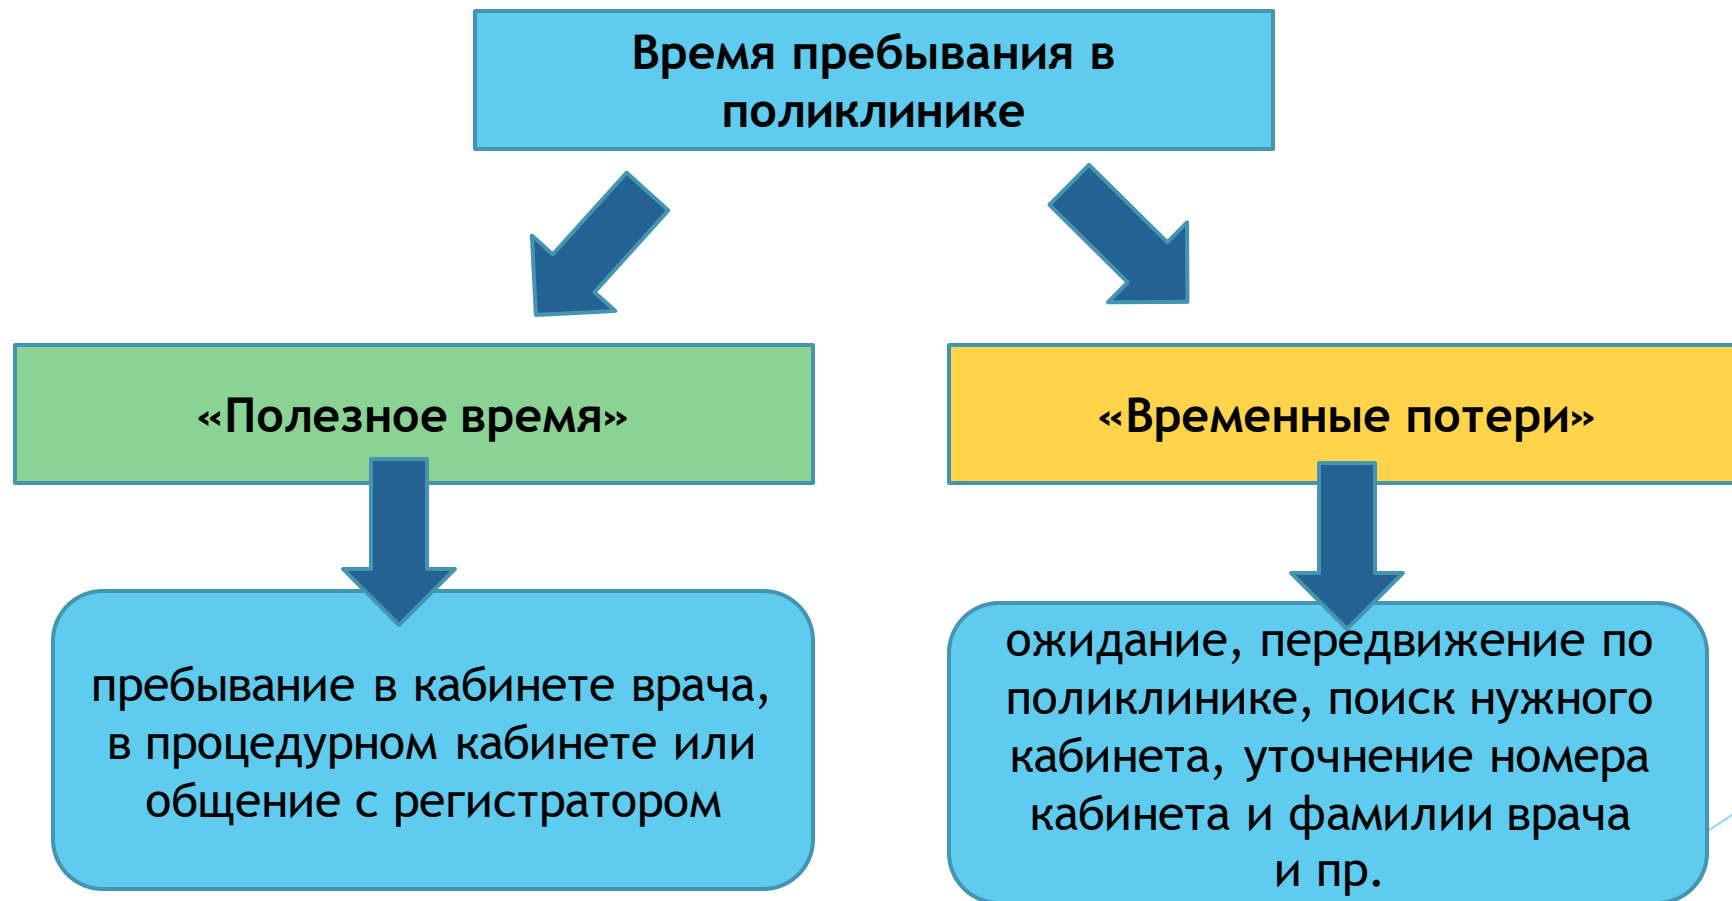 Время пребывания в
поликлинике
«Полезное время»
«Временные потери»
пребывание в кабинете врача,
в процедурном кабинете или
общение с регистратором
ожидание, передвижение по
поликлинике, поиск нужного
кабинета, уточнение номера
кабинета и фамилии врача
и пр.